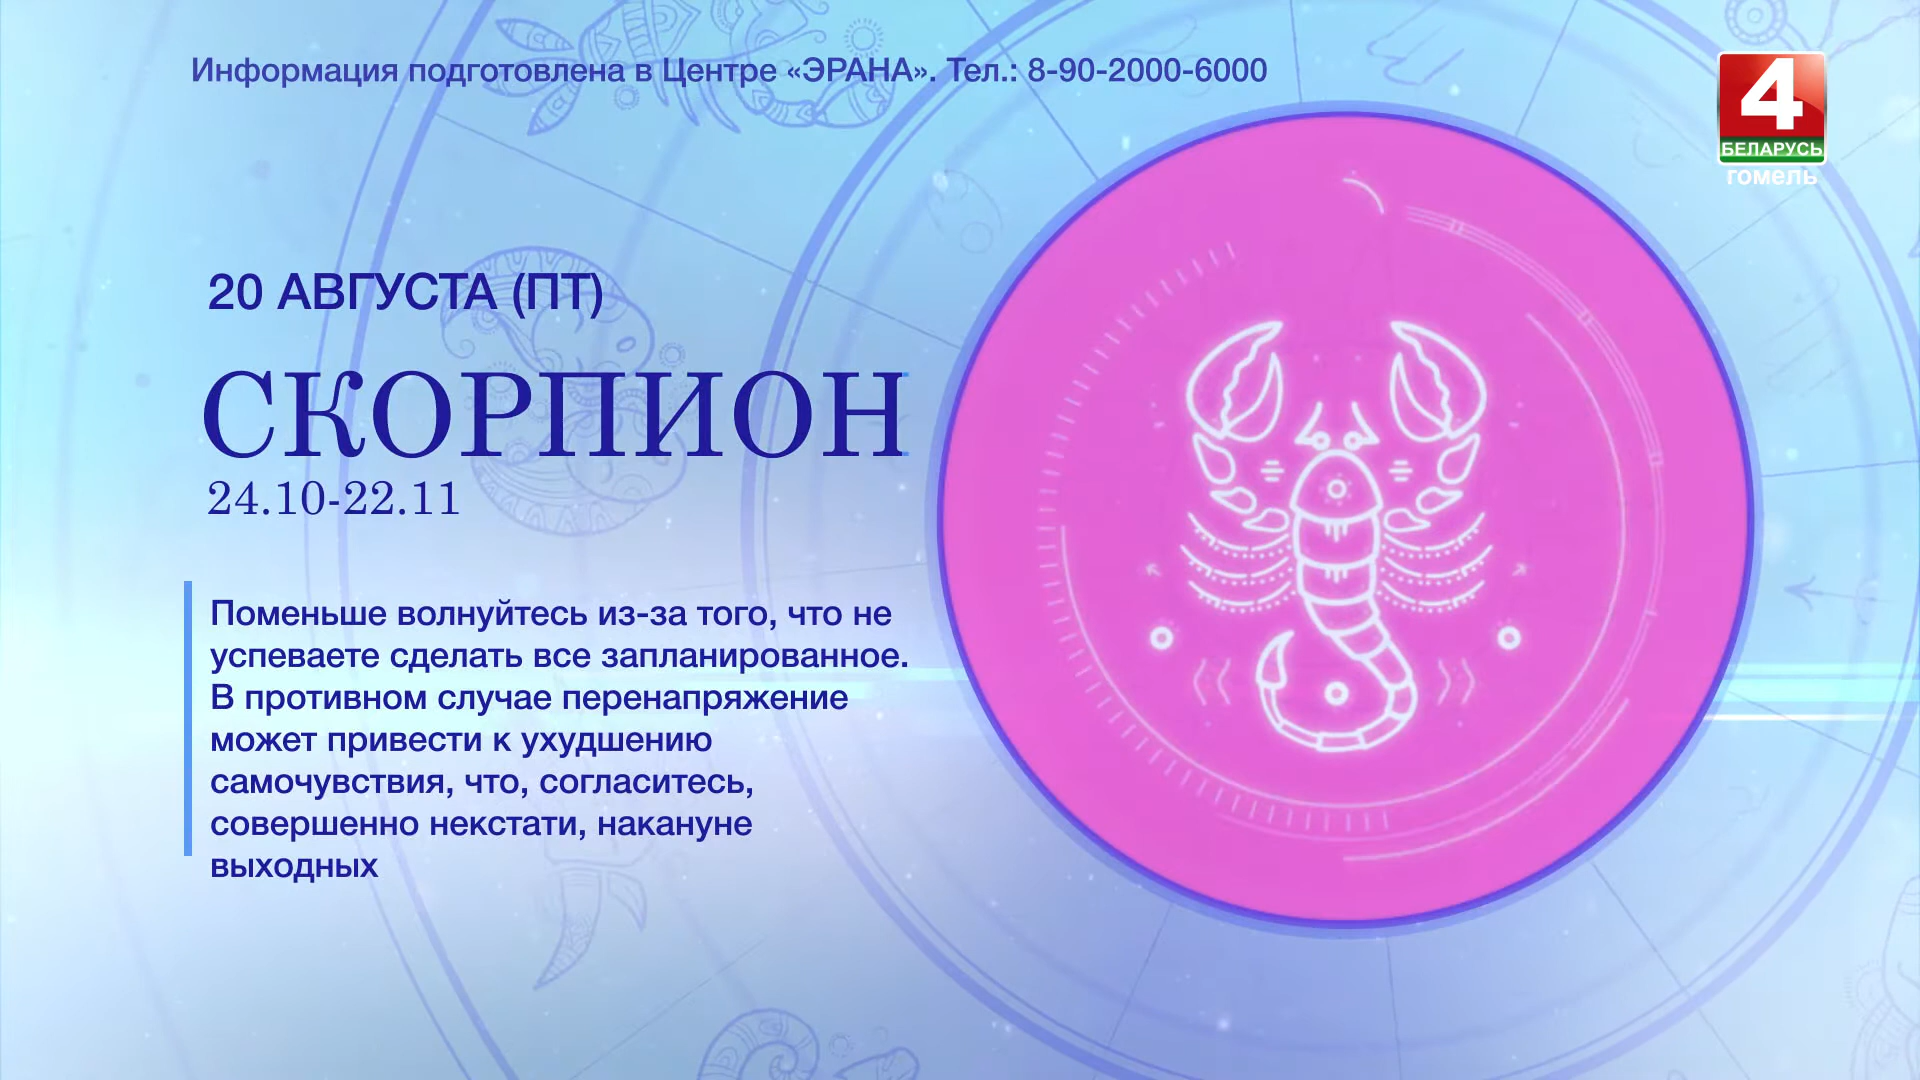 Информация подготовлена в Центре «ЭРАНА». Тел.: 8-90-2000-6000
4
БЕЛАРУСЬ
гомель
20 АВГУСТА (ПТ)
СКОРПИОН
24.10-22.11
Поменьше волнуйтесь из-за того, что не
успеваете сделать все запланированное.
В противном случае перенапряжение
может привести к ухудшению
самочувствия, что, согласитесь,
совершенно некстати, накануне
выходных